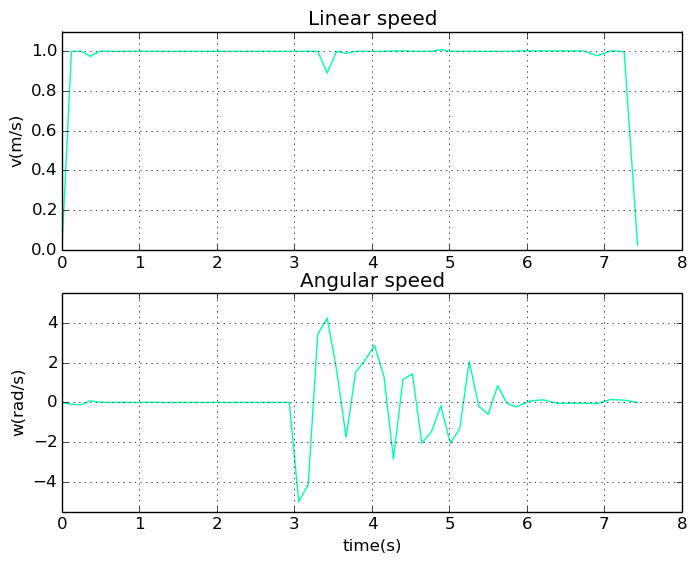 Linear speed
v(m/s)
1.0
0.8
0.6
0.4
0.2
0.0
0 1 2 3 4 5 6 7 8
Angular speed
w(rad/s)
4
2
0
−2
−4
0 1 2 3 4 5 6 7 8
time(s)